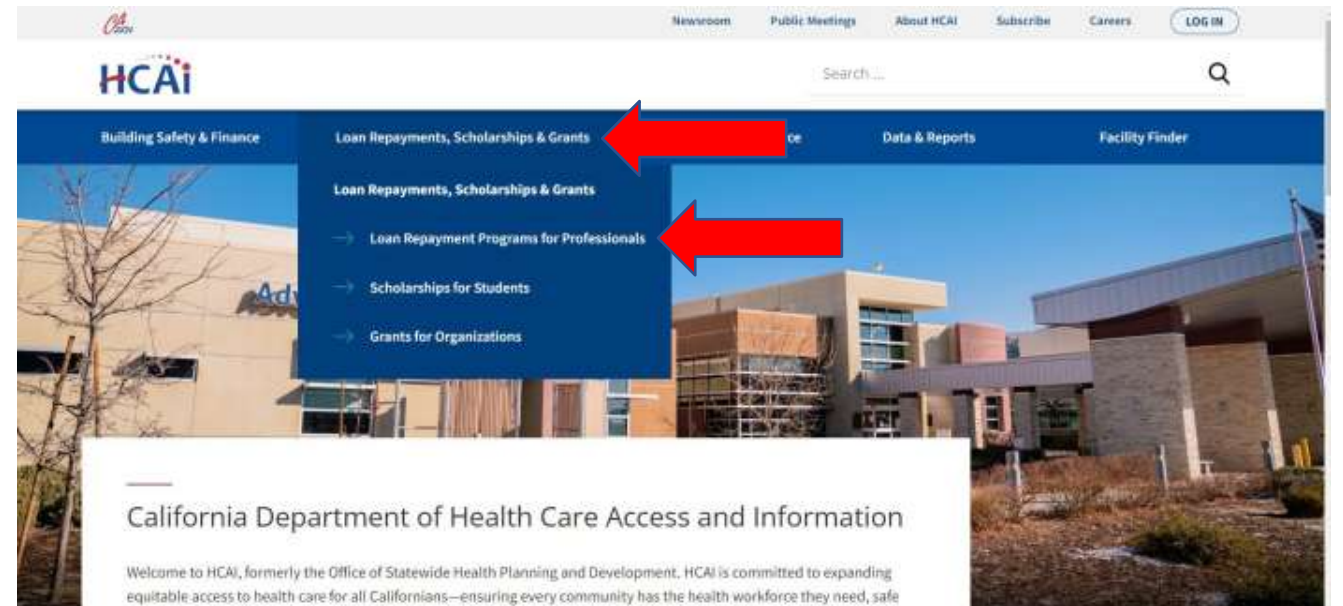 CA.GOV
Newsroom Public Meetings About HCAI Subscribe Careers LOG IN
HCAi
Search ...
Building Safety & Finance Loan Repayments, Scholarships & Grants Data & Reports Facility Finder
Loan Repayments, Scholarships & Grants
→ Loan Repayment Programs for Professionals
→ Scholarships for Students
→ Grants for Organizations
California Department of Health Care Access and Information
Welcome to HCAI, formerly the Office of Statewide Health Planning and Development. HCAI is committed to expanding
equitable access to health care for all Californians—ensuring every community has the health workforce they need, safe